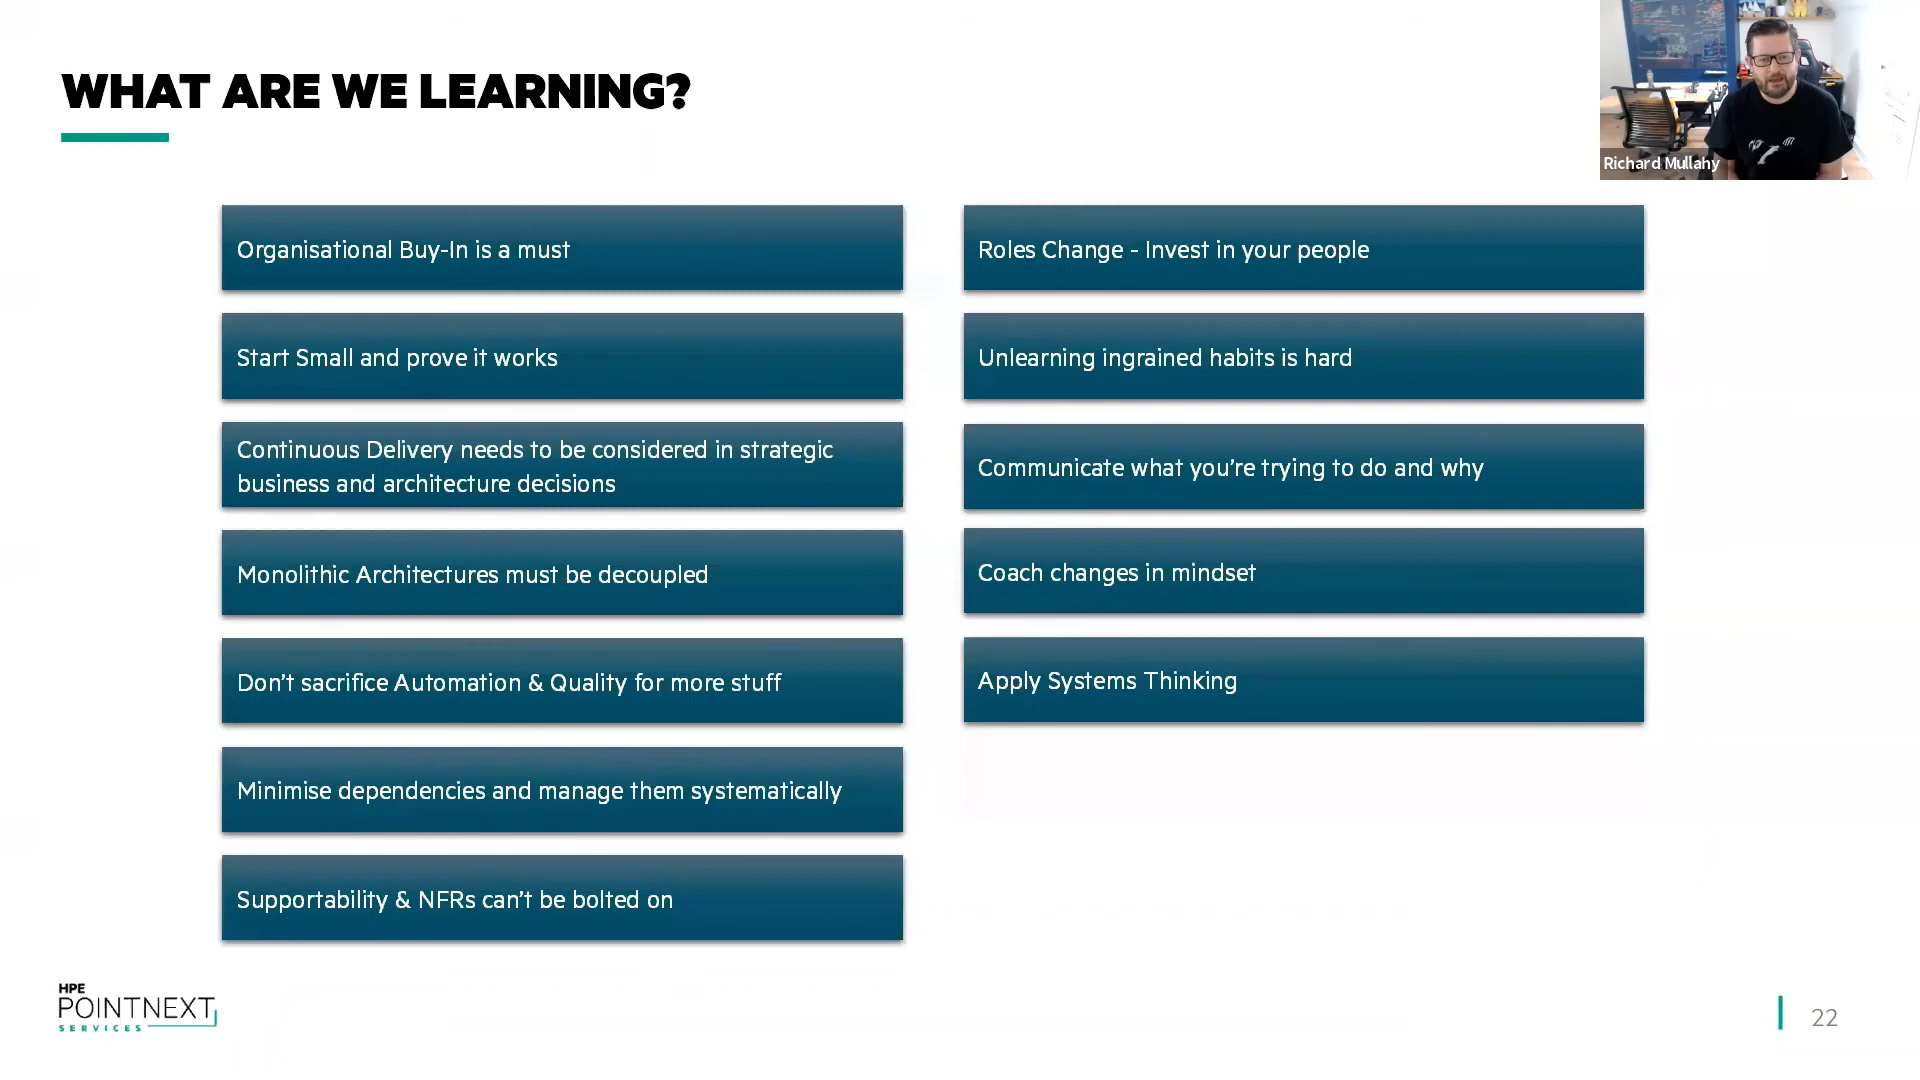 WHAT ARE WE LEARNING?
Richard Mullahy
Organisational Buy-In is a must
Start Small and prove it works
Continuous Delivery needs to be considered in strategic
business and architecture decisions
Monolithic Architectures must be decoupled
Don't sacrifice Automation & Quality for more stuff
Minimise dependencies and manage them systematically
Supportability & NFRs can't be bolted on
Roles Change - Invest in your people
Unlearning ingrained habits is hard
Communicate what you're trying to do and why
Coach changes in mindset
Apply Systems Thinking
HPE
POINTNEXT
SERVICES
22